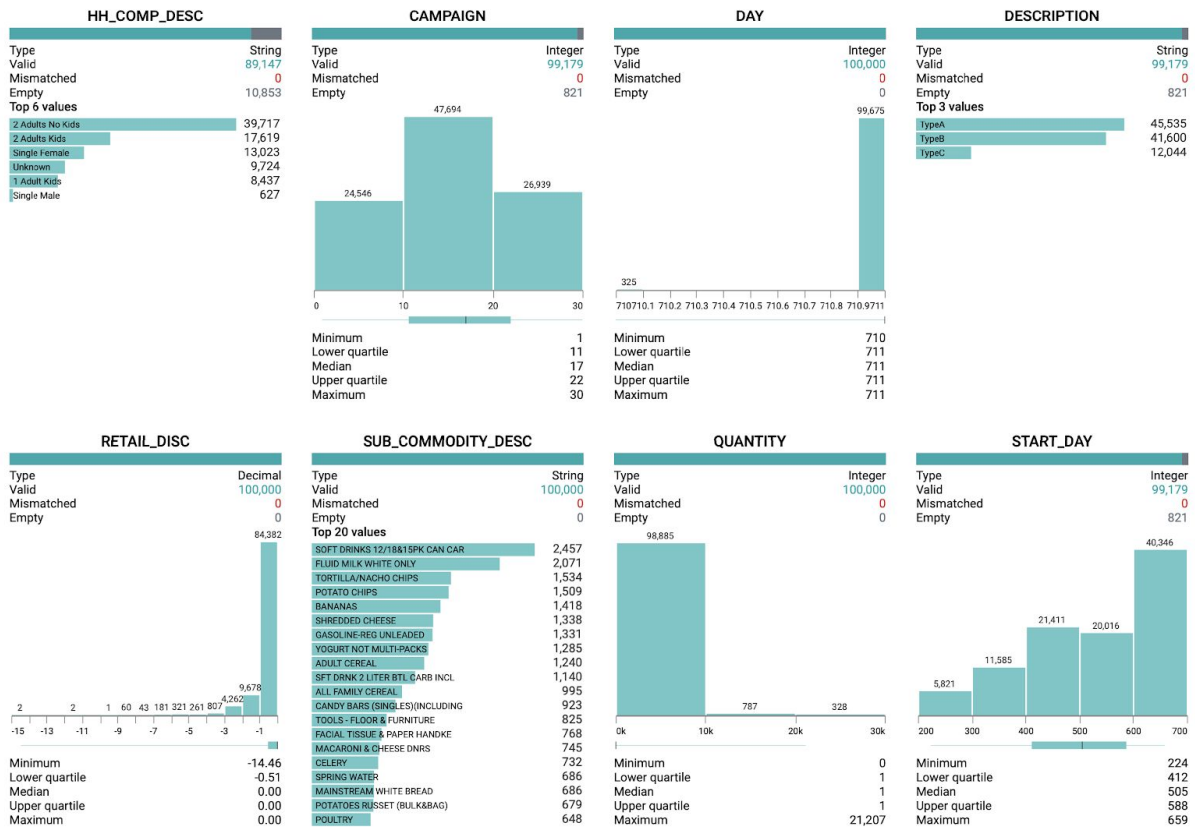 HH_COMP_DESC
Type String
Valid 89,147
Mismatched 0
Empty 10,853
Top 6 values
2 Adults No Kids 39,717
2 Adults Kids 17,619
Single Female 13,023
Unknown 9,724
1 Adult Kids 8,437
Single Male 627
CAMPAIGN
Type Integer
Valid 99,179
Mismatched 0
Empty 821
47,694
24,546
26,939
0 10 20 30
Minimum 1
Lower quartile 11
Median 17
Upper quartile 22
Maximum 30
DAY
Type Integer
Valid 100,000
Mismatched 0
Empty 0
99,675
325
710710.1 710.2 710.3 710.4 710.5 710.6 710.7 710.8 710.9711
Minimum 710
Lower quartile 711
Median 711
Upper quartile 711
Maximum 711
DESCRIPTION
Type String
Valid 99,179
Mismatched 0
Empty 821
Top 3 values
TypeA 45,535
TypeB 41,600
TypeC 12,044
RETAIL_DISC
Type Decimal
Valid 100,000
Mismatched 0
Empty 0
84,382
9,678
4,262
2 2 1 60 43 181 321 261 807
-15 -13 -11 -9 -7 -5 -3 -1
Minimum -14.46
Lower quartile -0.51
Median 0.00
Upper quartile 0.00
Maximum 0.00
SUB_COMMODITY_DESC
Type String
Valid 100,000
Mismatched 0
Empty 0
Top 20 values
SOFT DRINKS 12/18&15PK CAN CAR 2,457
FLUID MILK WHITE ONLY 2,071
TORTILLA/NACHO CHIPS 1,534
POTATO CHIPS 1,509
BANANAS 1,418
SHREDDED CHEESE 1,338
GASOLINE-REG UNLEADED 1,331
YOGURT NOT MULTI-PACKS 1,285
ADULT CEREAL 1,240
SFT DRNK 2 LITER BTL CARB INCL 1,140
ALL FAMILY CEREAL 995
CANDY BARS (SINGLES)(INCLUDING 923
TOOLS - FLOOR & FURNITURE 825
FACIAL TISSUE & PAPER HANDKE 768
MACARONI & CHEESE DNRS 745
CELERY 732
SPRING WATER 686
MAINSTREAM WHITE BREAD 686
POTATOES RUSSET (BULK&BAG) 679
POULTRY 648
QUANTITY
Type Integer
Valid 100,000
Mismatched 0
Empty 0
98,885
787 328
0k 10k 20k 30k
Minimum 0
Lower quartile 1
Median 1
Upper quartile 1
Maximum 21,207
START_DAY
Type Integer
Valid 99,179
Mismatched 0
Empty 821
40,346
21,411
20,016
11,585
5,821
200 300 400 500 600 700
Minimum 224
Lower quartile 412
Median 505
Upper quartile 588
Maximum 659